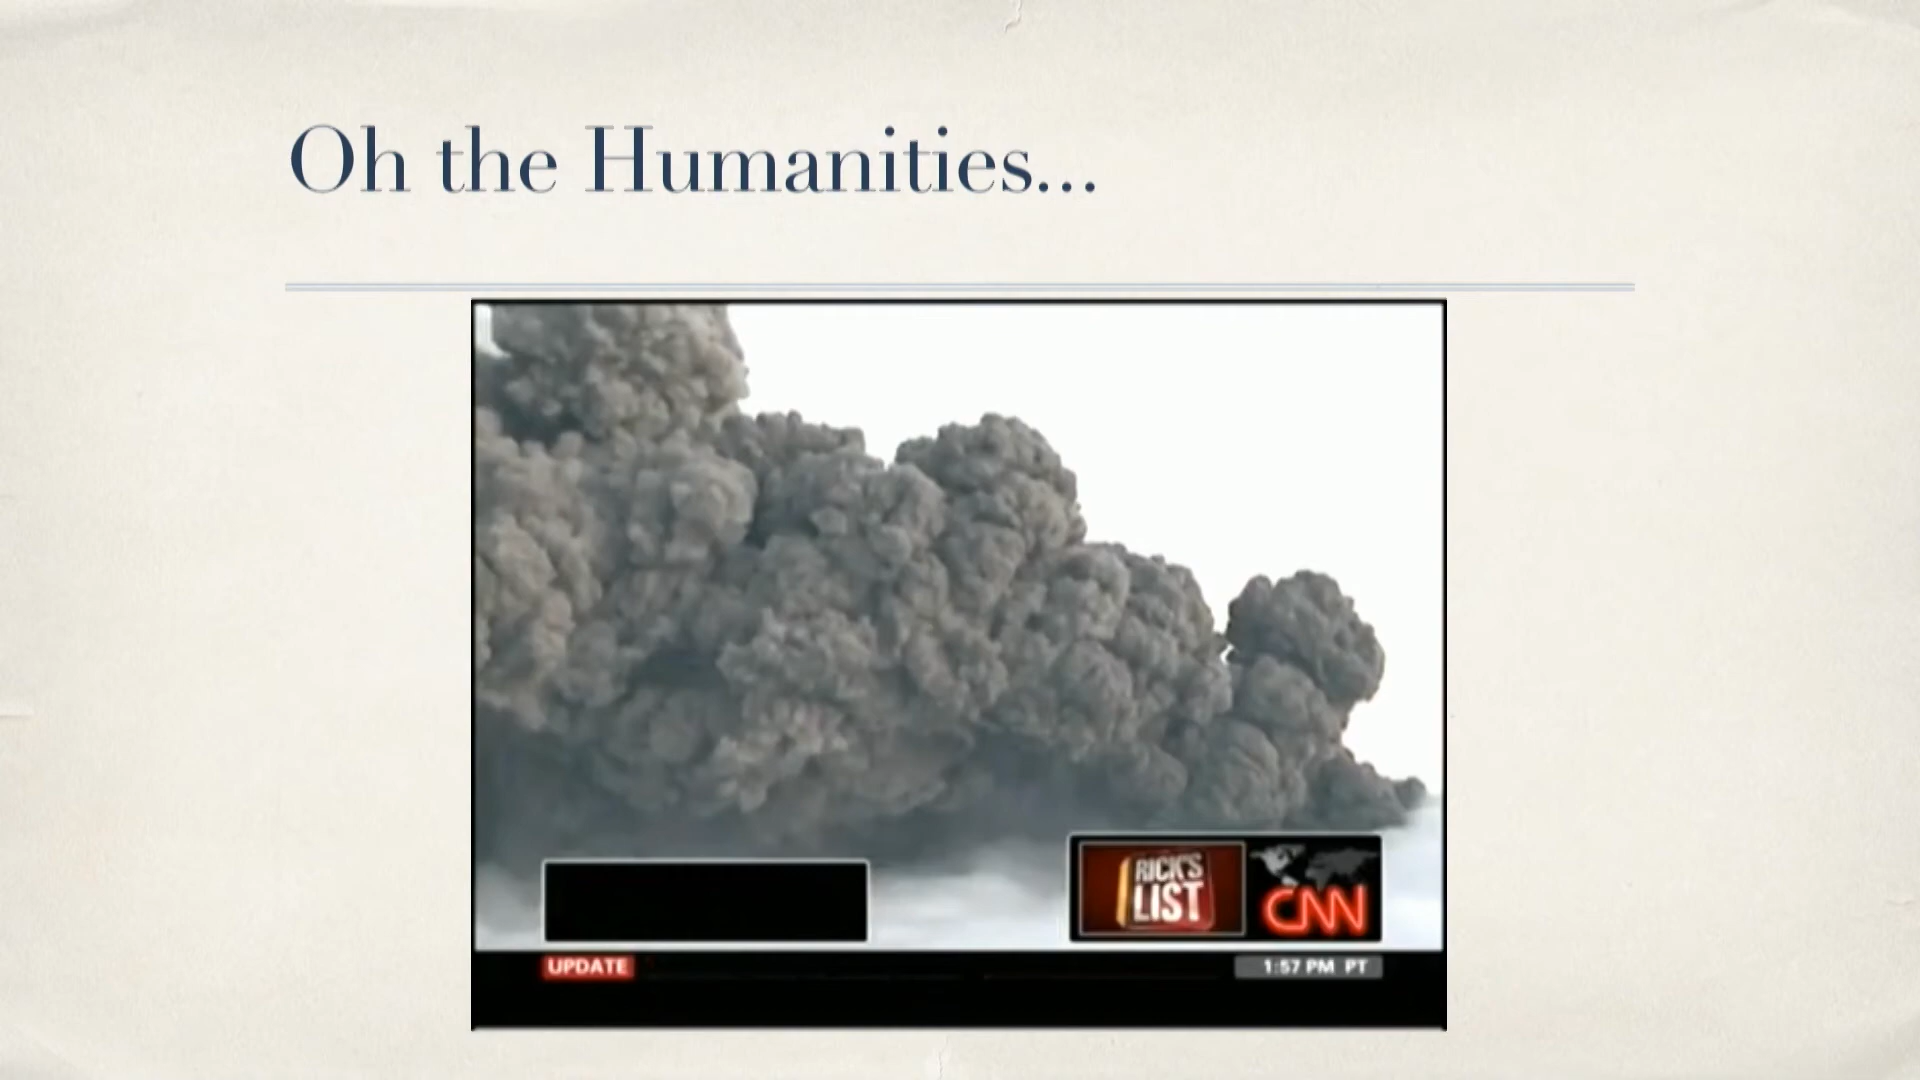 Oh the Humanities...
RICK'S
LIST
CNN
UPDATE
1:57 PM PT